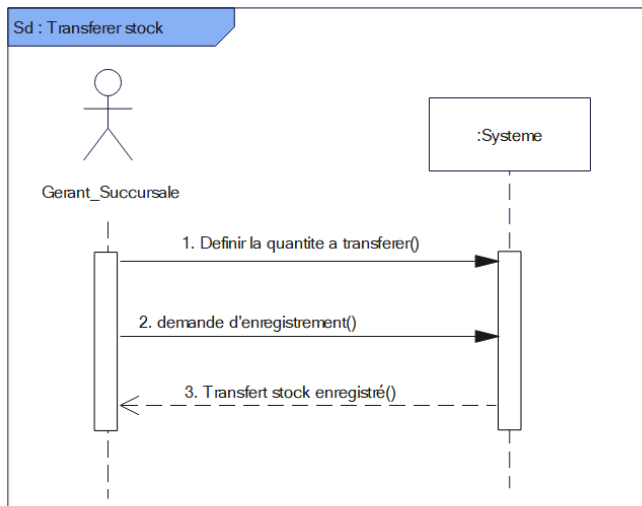 Sd : Transferer stock
:Systeme
Gerant_Succursale
1. Definir la quantite a transferer()
2. demande d'enregistrement()
3. Transfert stock enregistré()